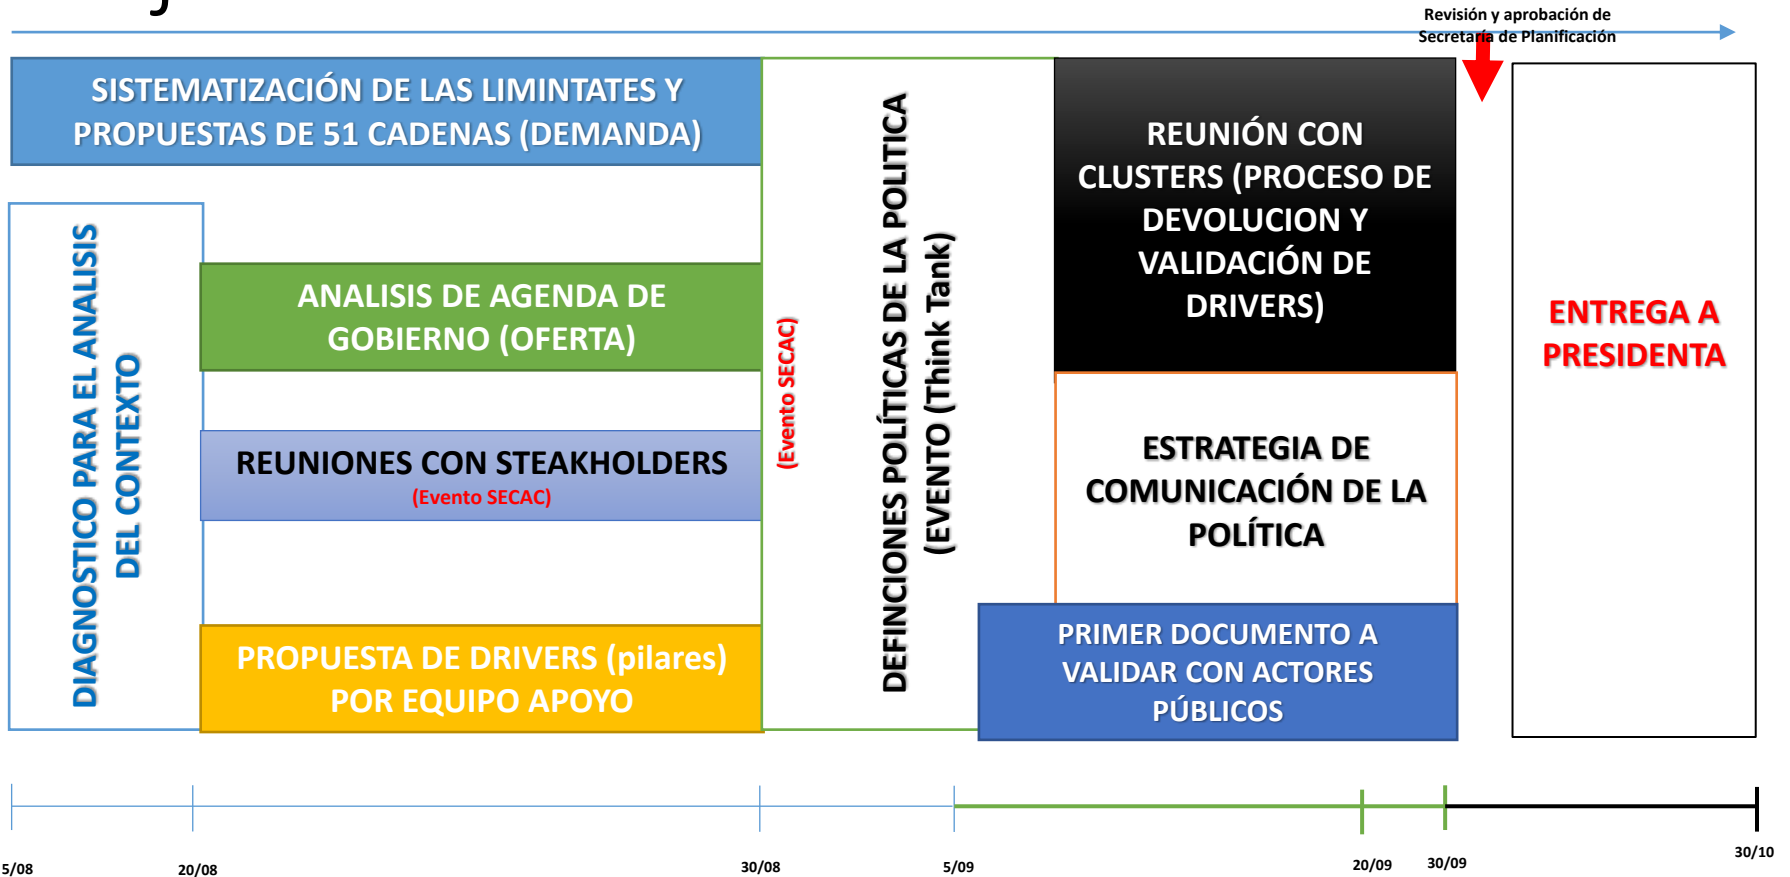 Revisión y aprobación de
Secretaría de Planificación
SISTEMATIZACIÓN DE LAS LIMINTATES Y
PROPUESTAS DE 51 CADENAS (DEMANDA)
DIAGNOSTICO PARA EL ANALISIS
DEL CONTEXTO
ANALISIS DE AGENDA DE
GOBIERNO (OFERTA)
REUNIONES CON STEAKHOLDERS
(Evento SECAC)
PROPUESTA DE DRIVERS (pilares)
POR EQUIPO APOYO
(Evento SECAC)
DEFINCIONES POLÍTICAS DE LA POLITICA
(EVENTO (Think Tank)
REUNIÓN CON
CLUSTERS (PROCESO DE
DEVOLUCION Y
VALIDACIÓN DE
DRIVERS)
ESTRATEGIA DE
COMUNICACIÓN DE LA
POLÍTICA
PRIMER DOCUMENTO A
VALIDAR CON ACTORES
PÚBLICOS
ENTREGA A
PRESIDENTA
5/08
20/08
30/08
5/09
20/09
30/09
30/10